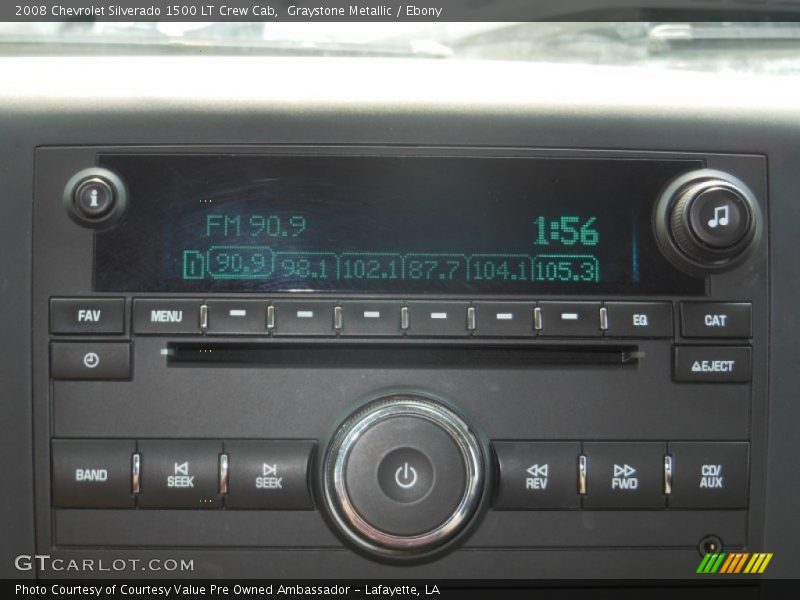 2008 Chevrolet Silverado 1500 LT Crew Cab, Graystone Metallic / Ebony
i
FM 90.9 1:56
1 90.9 98.1 102.1 87.7 104.1 105.3
FAV MENU EQ CAT
EJECT
BAND SEEK SEEK REV FWD CD/AUX
GTCARLOT.COM
Photo Courtesy of Courtesy Value Pre Owned Ambassador - Lafayette, LA